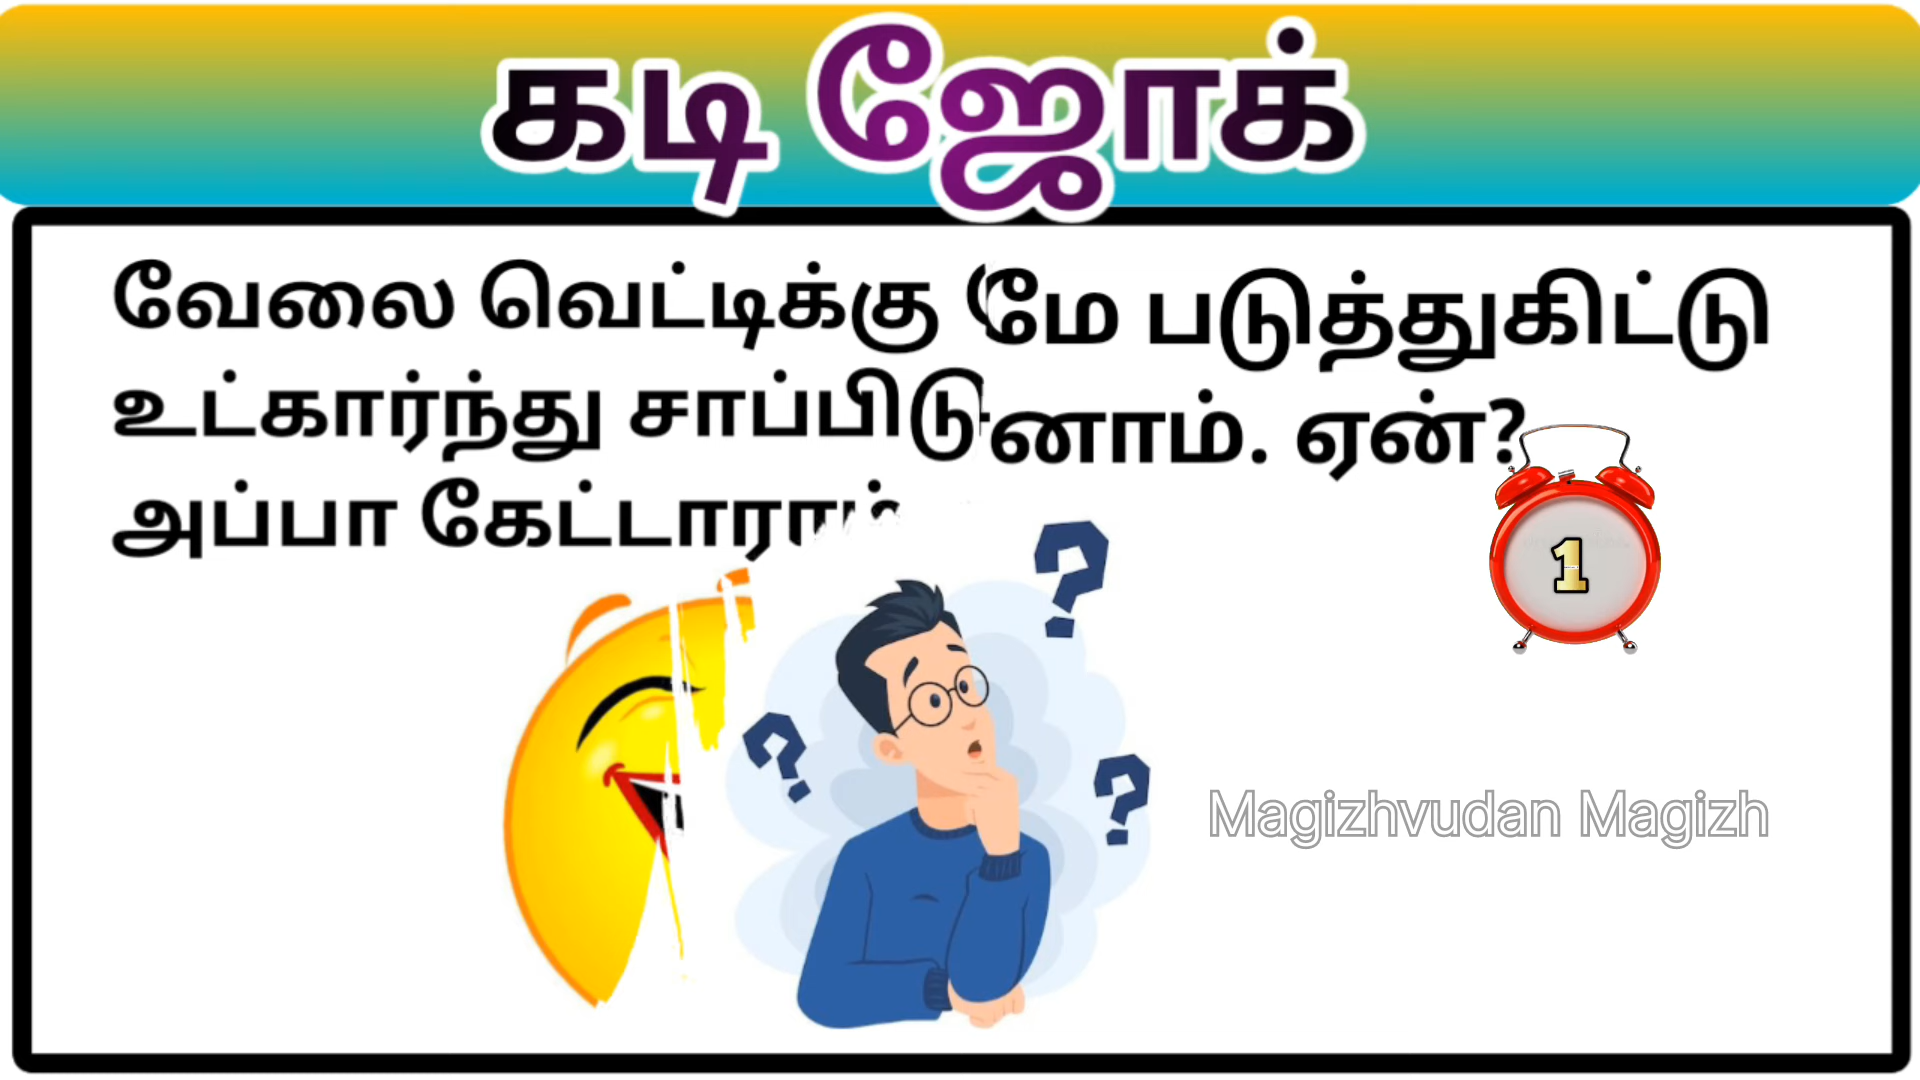 கடி ஜோக்
வேலை வெட்டிக்கு மே படுத்துகிட்டு
உட்கார்ந்து சாப்பிடு னாம். ஏன்?
அப்பா கேட்டாராம்
1
Magizhvudan Magizh